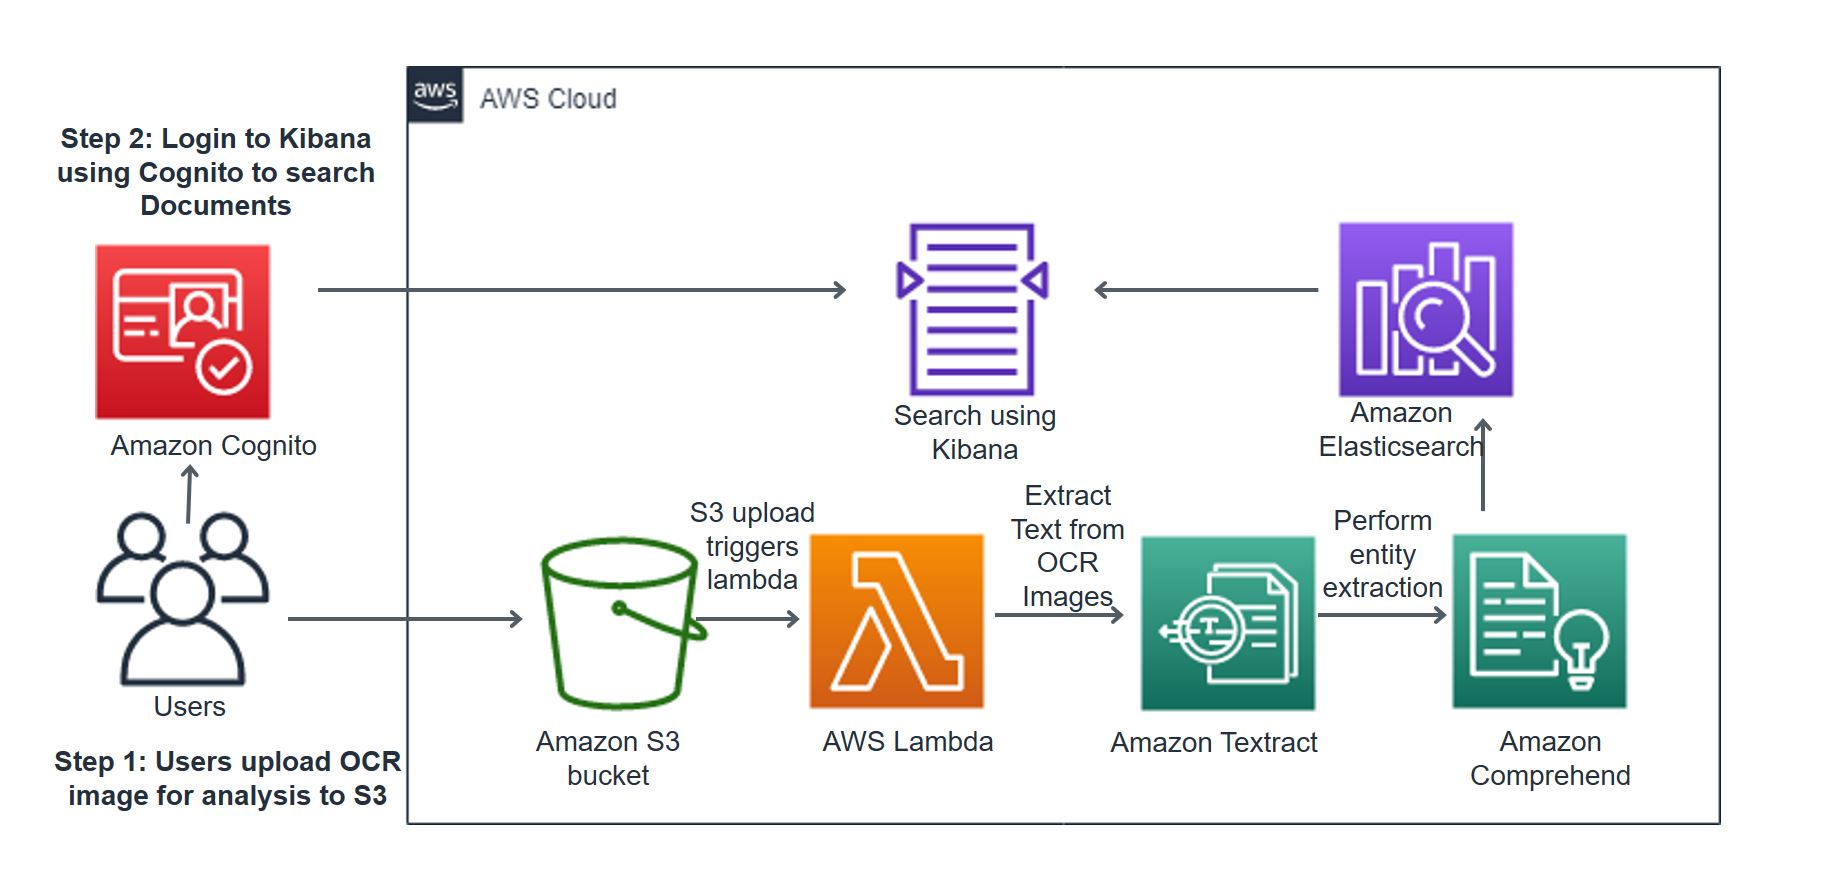 aws
AWS Cloud
Step 2: Login to Kibana
using Cognito to search
Documents
Amazon Cognito
Search using
Kibana
Amazon
Elasticsearch
Users
Step 1: Users upload OCR
image for analysis to S3
S3 upload
triggers
lambda
Extract
Text from
OCR
Images
Perform
entity
extraction
Amazon S3
bucket
AWS Lambda
T
Amazon Textract
Amazon
Comprehend